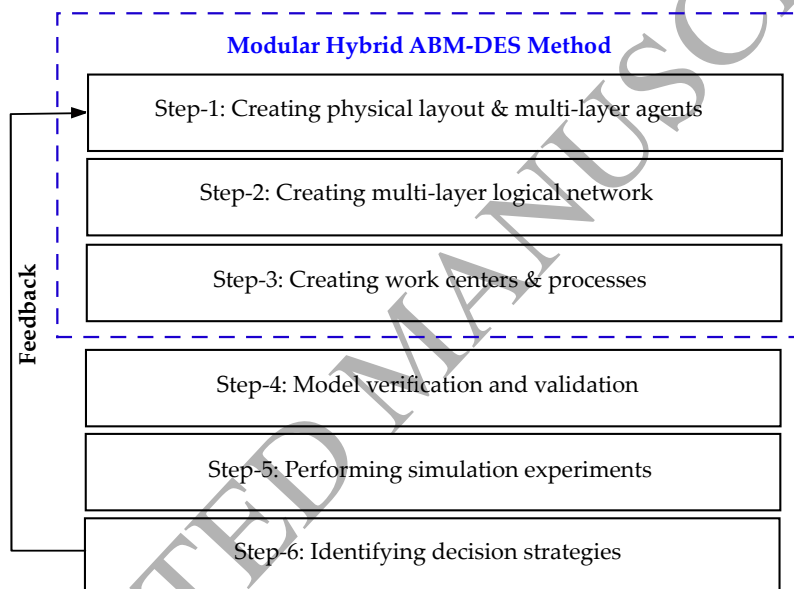 Modular Hybrid ABM-DES Method
Step-1: Creating physical layout & multi-layer agents
Step-2: Creating multi-layer logical network
Step-3: Creating work centers & processes
Feedback
Step-4: Model verification and validation
Step-5: Performing simulation experiments
Step-6: Identifying decision strategies
TED MANUSC